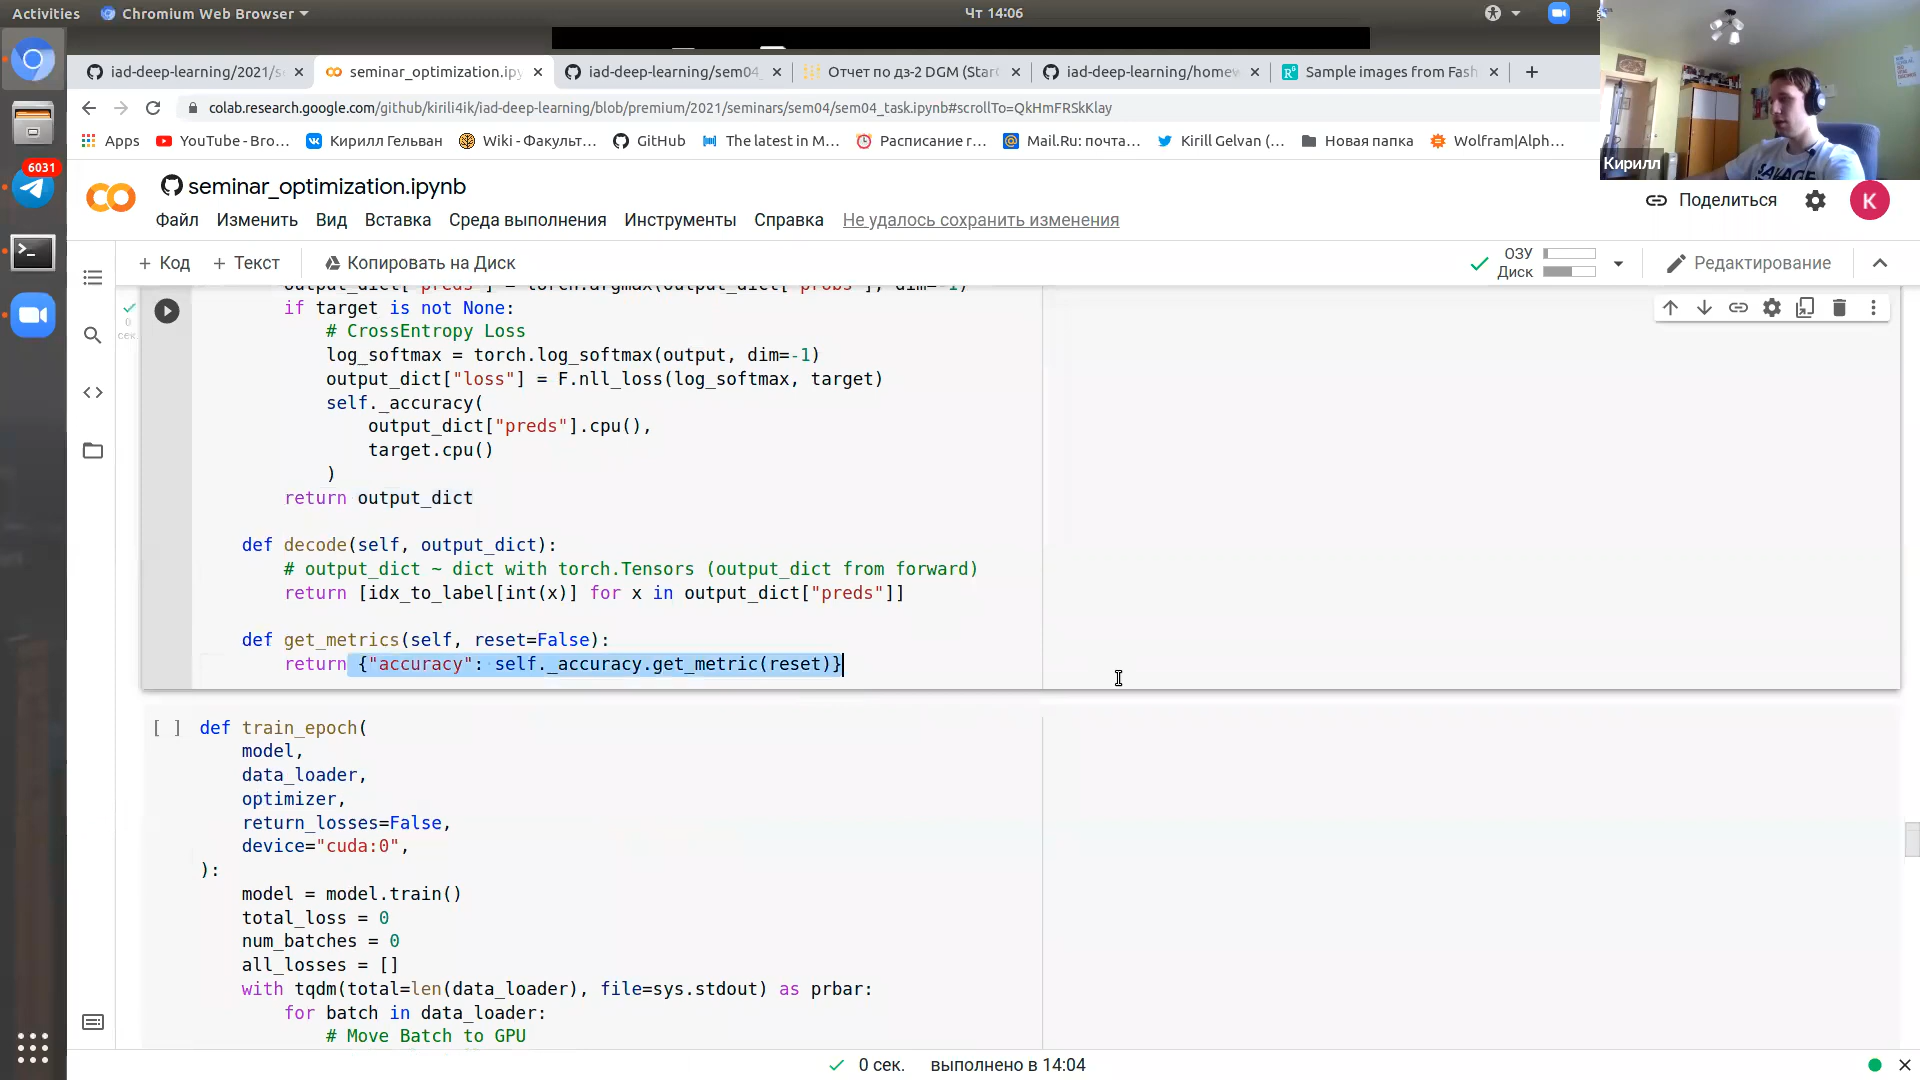 Activities
Chromium Web Browser
Чт 14:06
iad-deep-learning/2021/s
seminar_optimization.ipy
iad-deep-learning/sem04_
Отчет по дз-2 DGM (Star
iad-deep-learning/homew
Sample images from Fash
colab.research.google.com/github/kirili4ik/iad-deep-learning/blob/premium/2021/seminars/sem04/sem04_task.ipynb#scrollTo=QkHmFRSkKlay
Apps
YouTube - Bro...
Кирилл Гельван
Wiki - Факульт...
GitHub
The latest in M...
Расписание г...
Mail.Ru: почта...
Kirill Gelvan (...
Новая папка
Wolfram|Alph...
Кирилл
6031
seminar_optimization.ipynb
Поделиться
K
Файл Изменить Вид Вставка Среда выполнения Инструменты Справка Не удалось сохранить изменения
+ Код + Текст Копировать на Диск
ОЗУ
Диск
Редактирование
0
сек.
output_dict["preds"] = torch.argmax(output_dict["probs"], dim=-1)
if target is not None:
# CrossEntropy Loss
log_softmax = torch.log_softmax(output, dim=-1)
output_dict["loss"] = F.nll_loss(log_softmax, target)
self._accuracy(
output_dict["preds"].cpu(),
target.cpu()
)
return output_dict
def decode(self, output_dict):
# output_dict ~ dict with torch.Tensors (output_dict from forward)
return [idx_to_label[int(x)] for x in output_dict["preds"]]
def get_metrics(self, reset=False):
return {"accuracy": self._accuracy.get_metric(reset)}
[ ] def train_epoch(
model,
data_loader,
optimizer,
return_losses=False,
device="cuda:0",
):
model = model.train()
total_loss = 0
num_batches = 0
all_losses = []
with tqdm(total=len(data_loader), file=sys.stdout) as prbar:
for batch in data_loader:
# Move Batch to GPU
0 сек. выполнено в 14:04